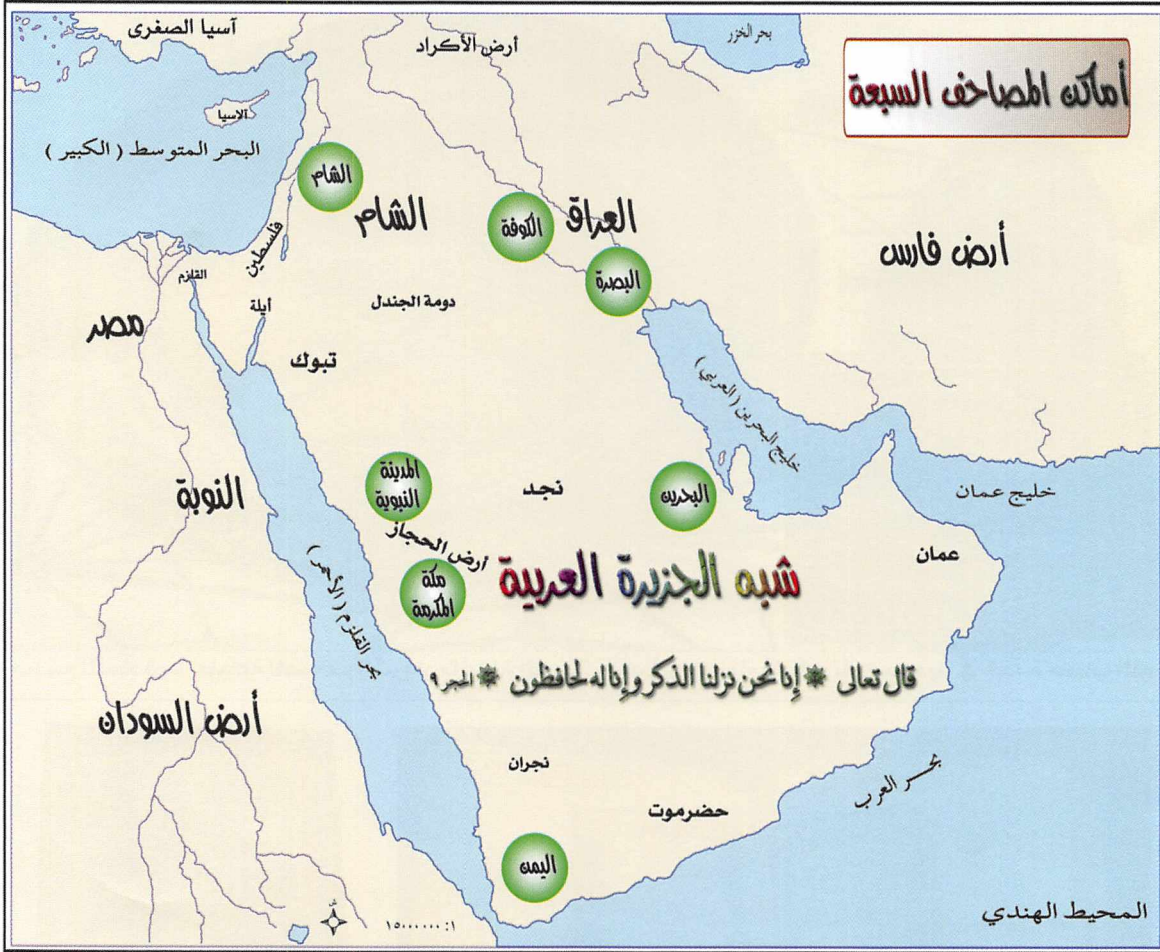 أماكن المصاحف السبعة
آسيا الصغرى
أرض الأكراد
بحر الخزر
الاسيا
البحر المتوسط ( الكبير )
الشام
الشام
العراق
الكوفة
البصرة
أرض فارس
فلسطين
القلزم
أيلة
دومة الجندل
مصر
تبوك
خليج البحرين ( العربي )
المدينة
النبوية
نجد
البحرين
خليج عمان
النوبة
أرض الحجاز
عمان
مكة
المكرمة
شبه الجزيرة العربية
بحر القلزم ( الأحمر )
قال تعالى ۞ إنا نحن نزلنا الذكر وإنا له لحافظون ۞ الحجر ٩
أرض السودان
نجران
حضرموت
بحر العرب
اليمن
المحيط الهندي
ش
١: ١٥٠٠٠٠٠٠